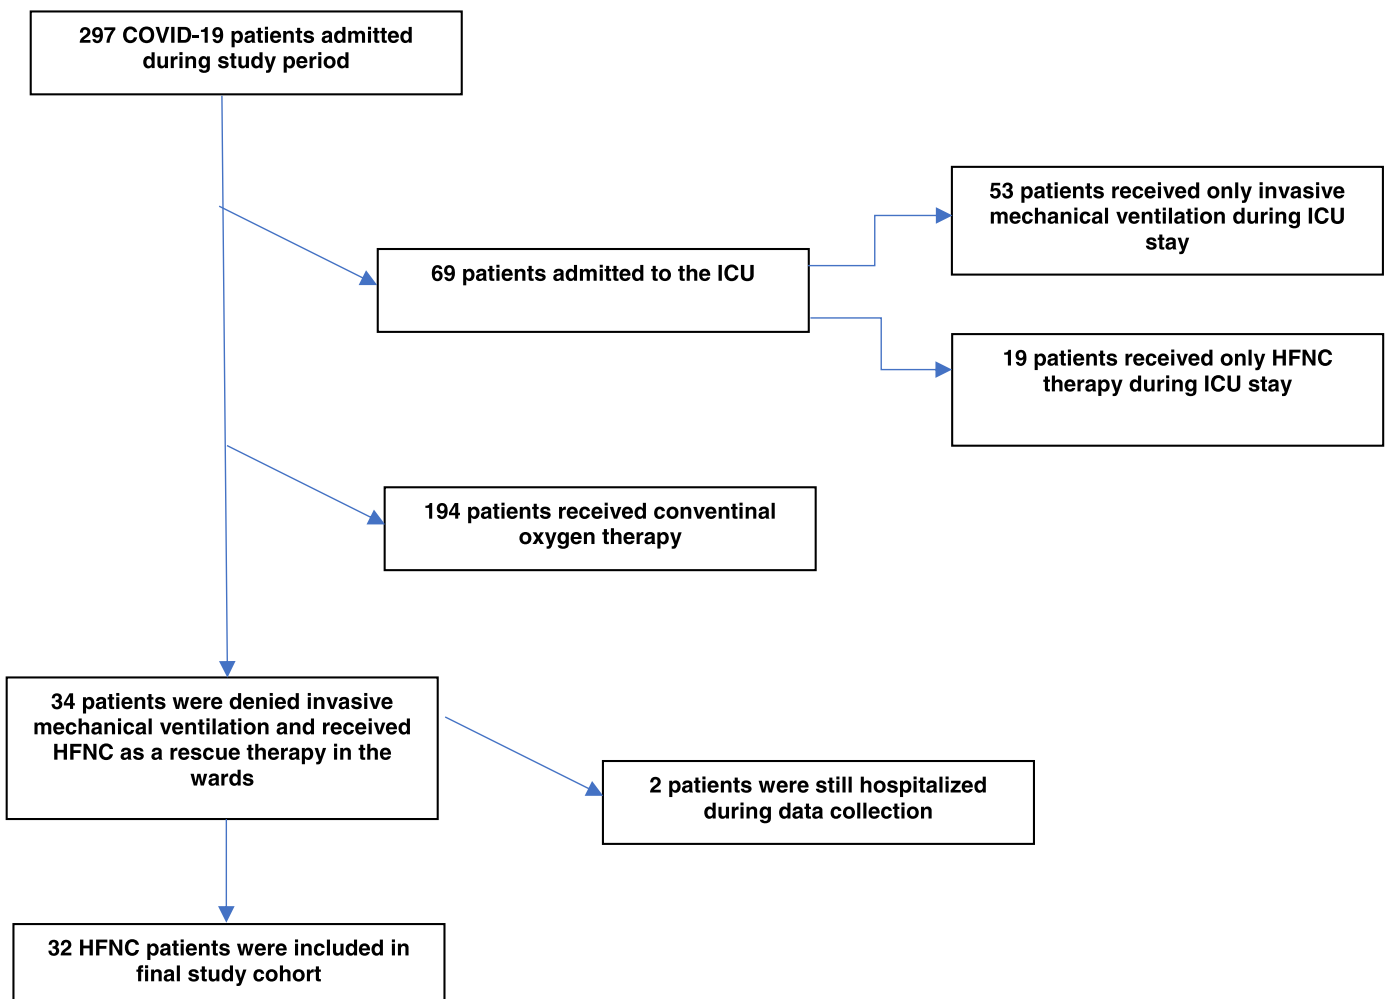 297 COVID-19 patients admitted
during study period
53 patients received only invasive
mechanical ventilation during ICU
stay
69 patients admitted to the ICU
19 patients received only HFNC
therapy during ICU stay
194 patients received conventinal
oxygen therapy
34 patients were denied invasive
mechanical ventilation and received
HFNC as a rescue therapy in the
wards
2 patients were still hospitalized
during data collection
32 HFNC patients were included in
final study cohort